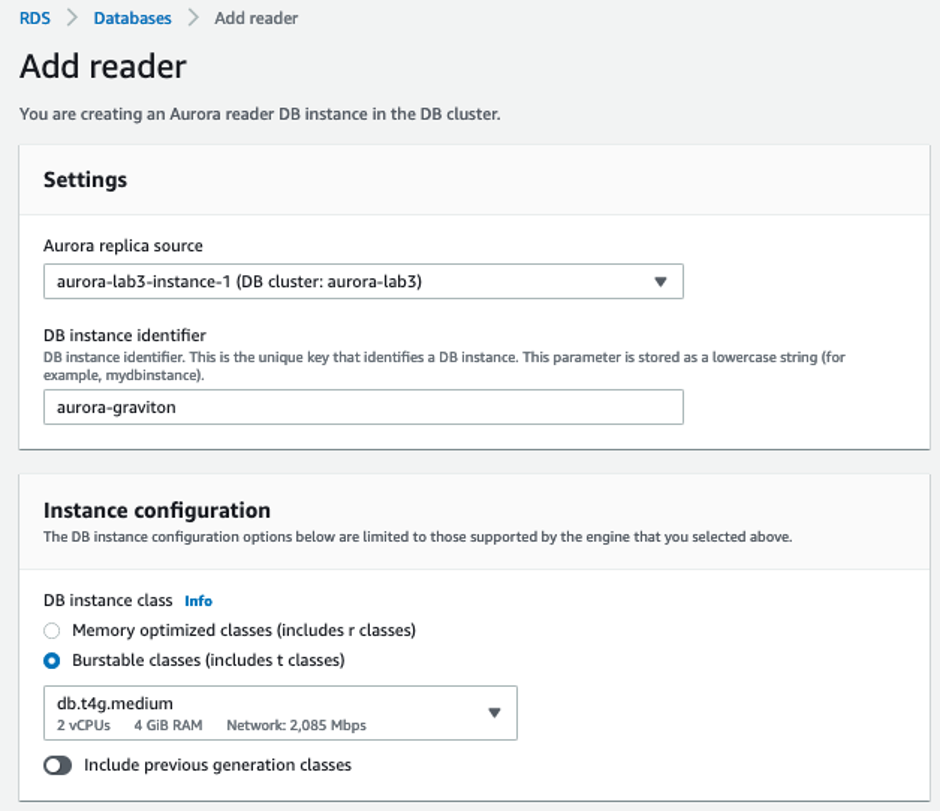 RDS > Databases > Add reader
Add reader
You are creating an Aurora reader DB instance in the DB cluster.
Settings
Aurora replica source
aurora-lab3-instance-1 (DB cluster: aurora-lab3)
DB instance identifier
DB instance identifier. This is the unique key that identifies a DB instance. This parameter is stored as a lowercase string (for
example, mydbinstance).
aurora-graviton
Instance configuration
The DB instance configuration options below are limited to those supported by the engine that you selected above.
DB instance class Info
Memory optimized classes (includes r classes)
Burstable classes (includes t classes)
db.t4g.medium
2 vCPUs 4 GiB RAM Network: 2,085 Mbps
Include previous generation classes